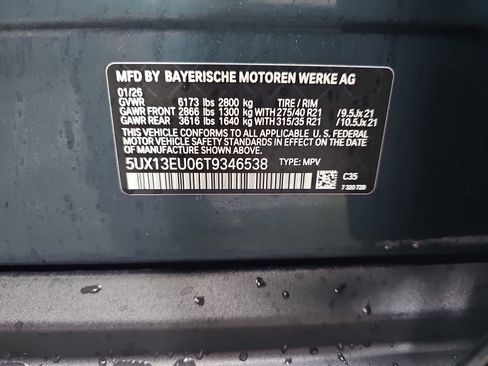 MFD BY BAYERISCHE MOTOREN WERKE AG
01/26
GVWR 6173 lbs 2800 kg TIRE / RIM
GAWR FRONT 2866 lbs 1300 kg WITH 275/40 R21 /9.5Jx21
GAWR REAR 3616 lbs 1640 kg WITH 315/35 R21 /10.5Jx21
THIS VEHICLE CONFORMS TO ALL APPLICABLE U.S. FEDERAL
MOTOR VEHICLE SAFETY STANDARDS IN EFFECT ON THE DATE
OF MANUFACTURE SHOWN ABOVE.
5UX13EU06T9346538 TYPE: MPV
C35
7 320 720